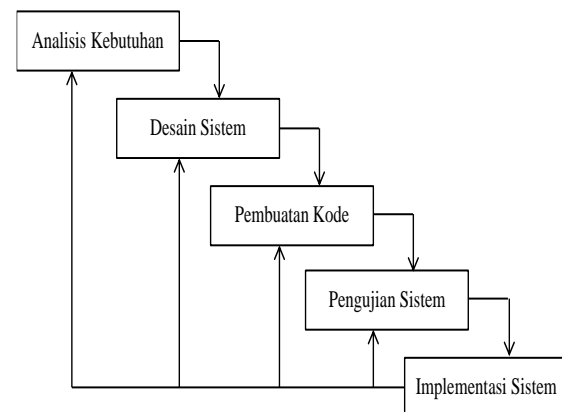 Analisis Kebutuhan
Desain Sistem
Pembuatan Kode
Pengujian Sistem
Implementasi Sistem